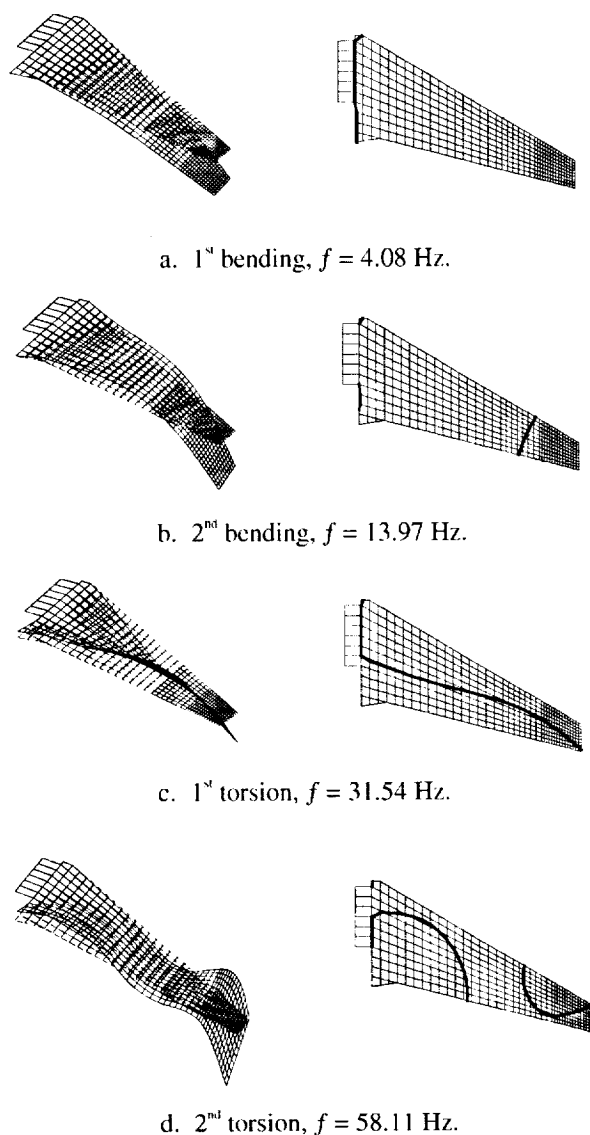 a. 1st bending, f = 4.08 Hz.
b. 2nd bending, f = 13.97 Hz.
c. 1st torsion, f = 31.54 Hz.
d. 2nd torsion, f = 58.11 Hz.